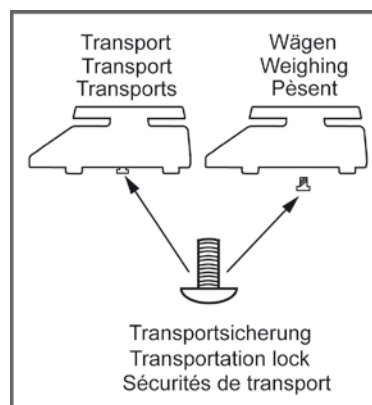 Transport
Transport
Transports
Wägen
Weighing
Pèsent
Transportsicherung
Transportation lock
Sécurités de transport